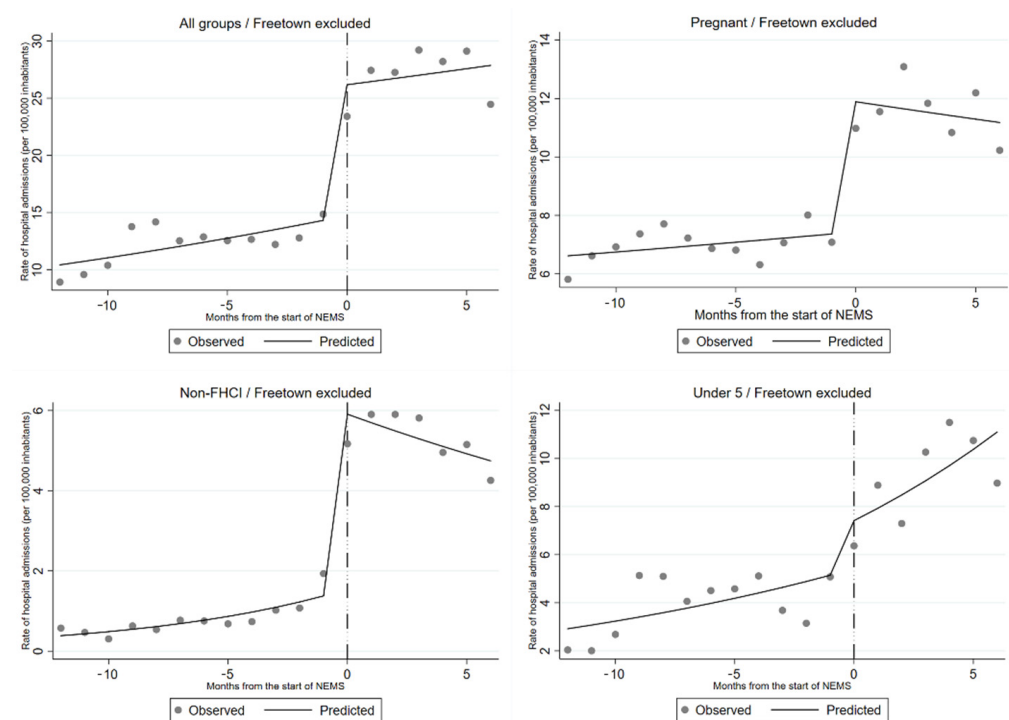 All groups / Freetown excluded
Rate of hospital admissions (per 100,000 inhabitants)
30
25
20
15
10
-10
-5
0
5
Months from the start of NEMS
Observed
Predicted
Pregnant / Freetown excluded
Rate of hospital admissions (per 100,000 inhabitants)
14
12
10
8
6
-10
-5
0
5
Months from the start of NEMS
Observed
Predicted
Non-FHCI / Freetown excluded
Rate of hospital admissions (per 100,000 inhabitants)
6
4
2
0
-10
-5
0
5
Months from the start of NEMS
Observed
Predicted
Under 5 / Freetown excluded
Rate of hospital admissions (per 100,000 inhabitants)
12
10
8
6
4
2
-10
-5
0
5
Months from the start of NEMS
Observed
Predicted